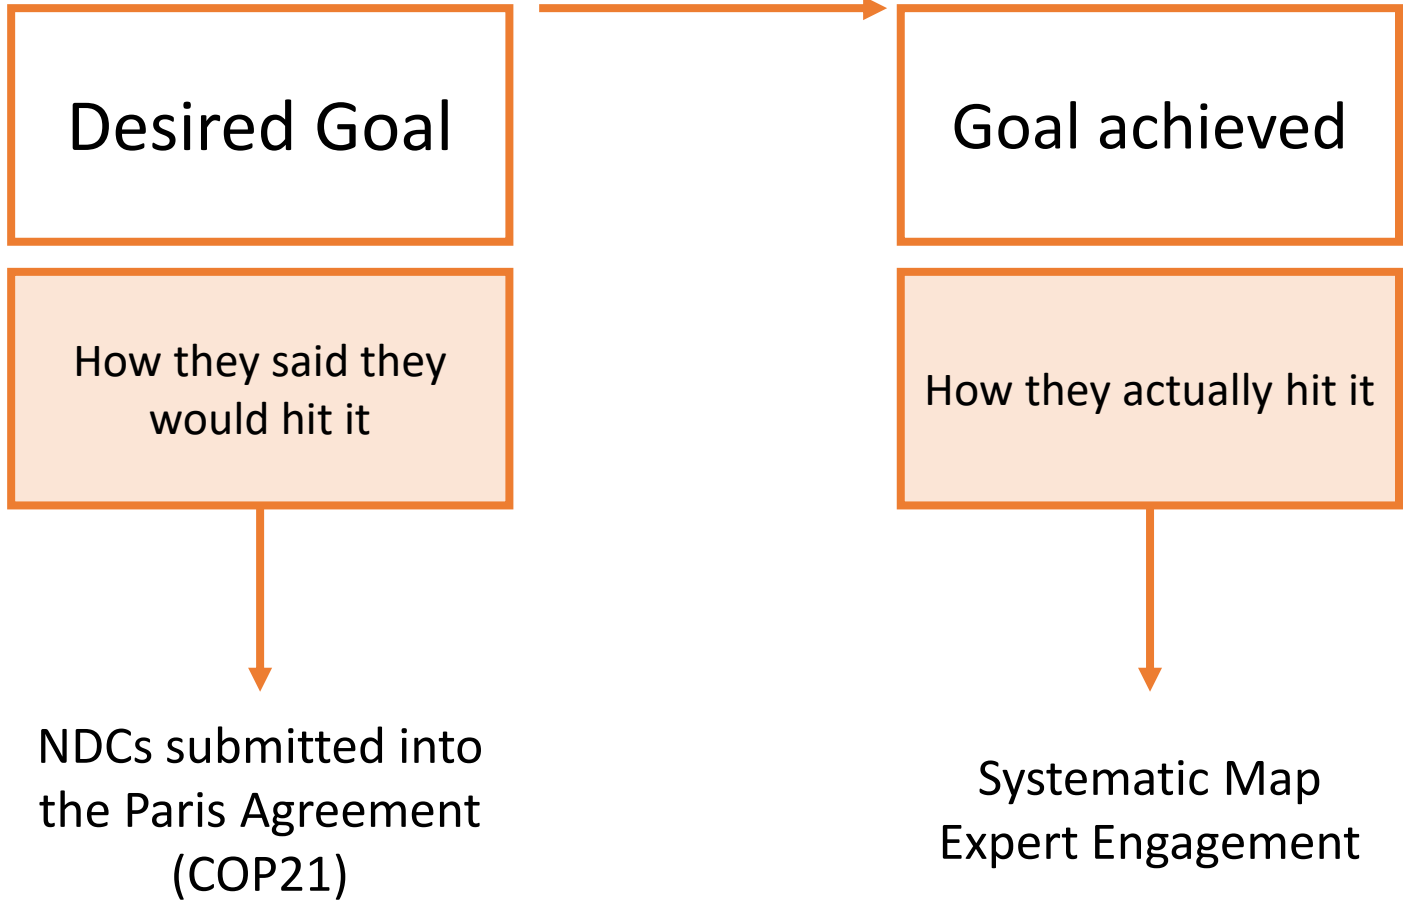 Desired Goal
Goal achieved
How they said they
would hit it
How they actually hit it
NDCs submitted into
the Paris Agreement
(COP21)
Systematic Map
Expert Engagement